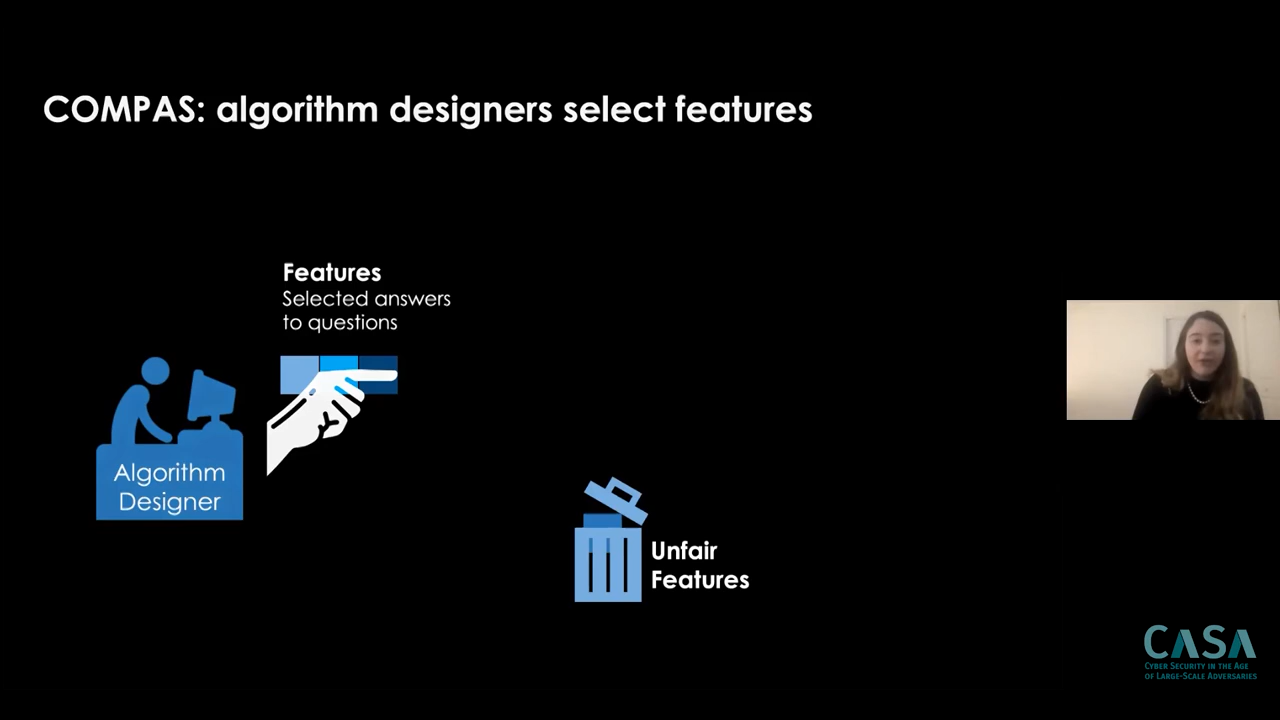 COMPAS: algorithm designers select features
Features
Selected answers
to questions
Algorithm
Designer
Unfair
Features
CASA
Cyber Security in the Age
of Large-Scale Adversaries